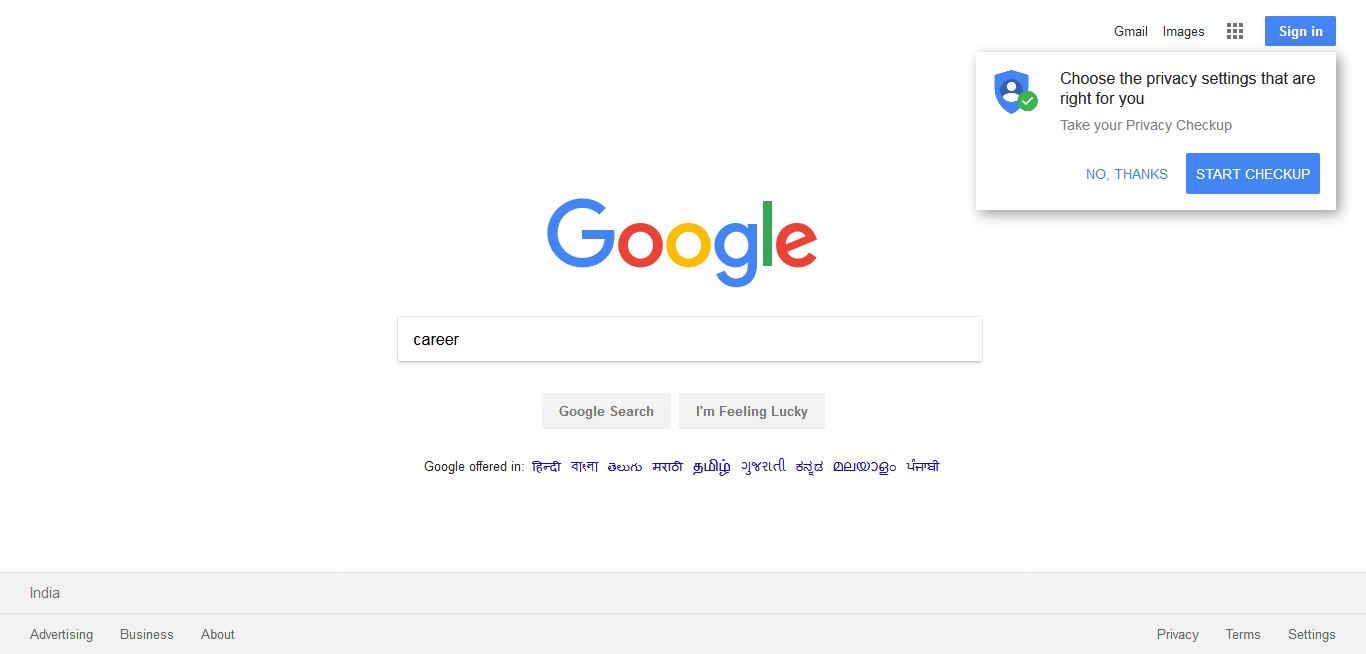 Gmail Images Sign in
Choose the privacy settings that are
right for you
Take your Privacy Checkup
NO, THANKS START CHECKUP
Google
career
Google Search I'm Feeling Lucky
Google offered in: हिन्दी বাংলা తెలుగు मराठी தமிழ் ગુજરાતી ಕನ್ನಡ മലയാളം ਪੰਜਾਬੀ
India
Advertising Business About Privacy Terms Settings